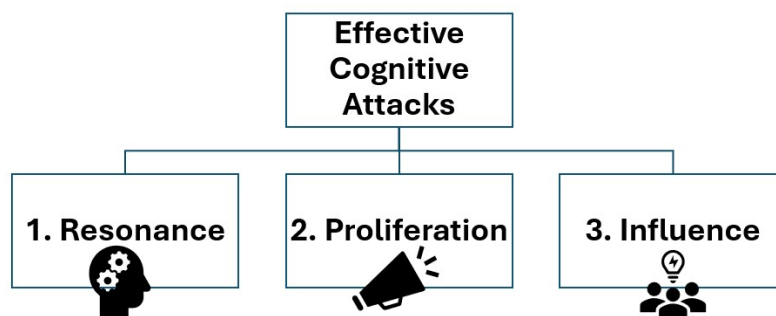 Effective
Cognitive
Attacks
1. Resonance
2. Proliferation
3. Influence